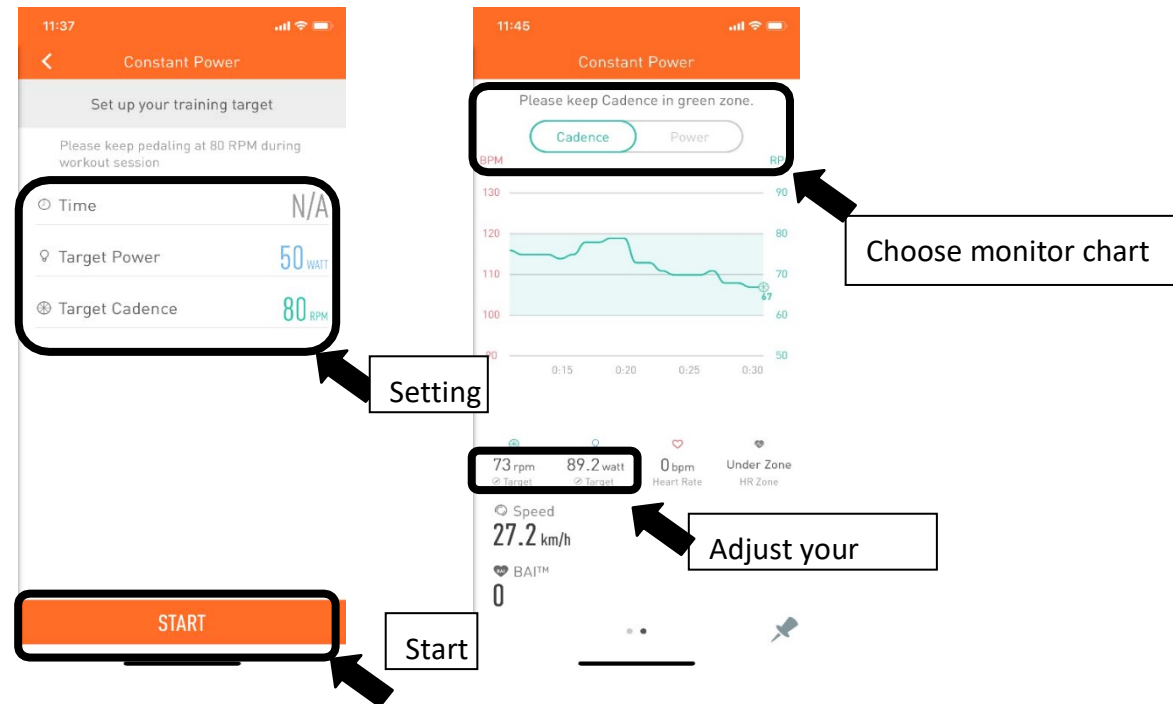 11:37
Constant Power
Set up your training target
Please keep pedaling at 80 RPM during
workout session
Time N/A
Target Power 50 WATT
Target Cadence 80 RPM
Setting
START
Start
11:45
Constant Power
Please keep Cadence in green zone.
Cadence Power
BPM
130 90
120 80
110 70
67
100 60
50
0:15 0:20 0:25 0:30
Choose monitor chart
73 rpm 89.2 watt 0 bpm Under Zone
Target Target Heart Rate HR Zone
Speed
27.2 km/h
Adjust your
BAI™
0